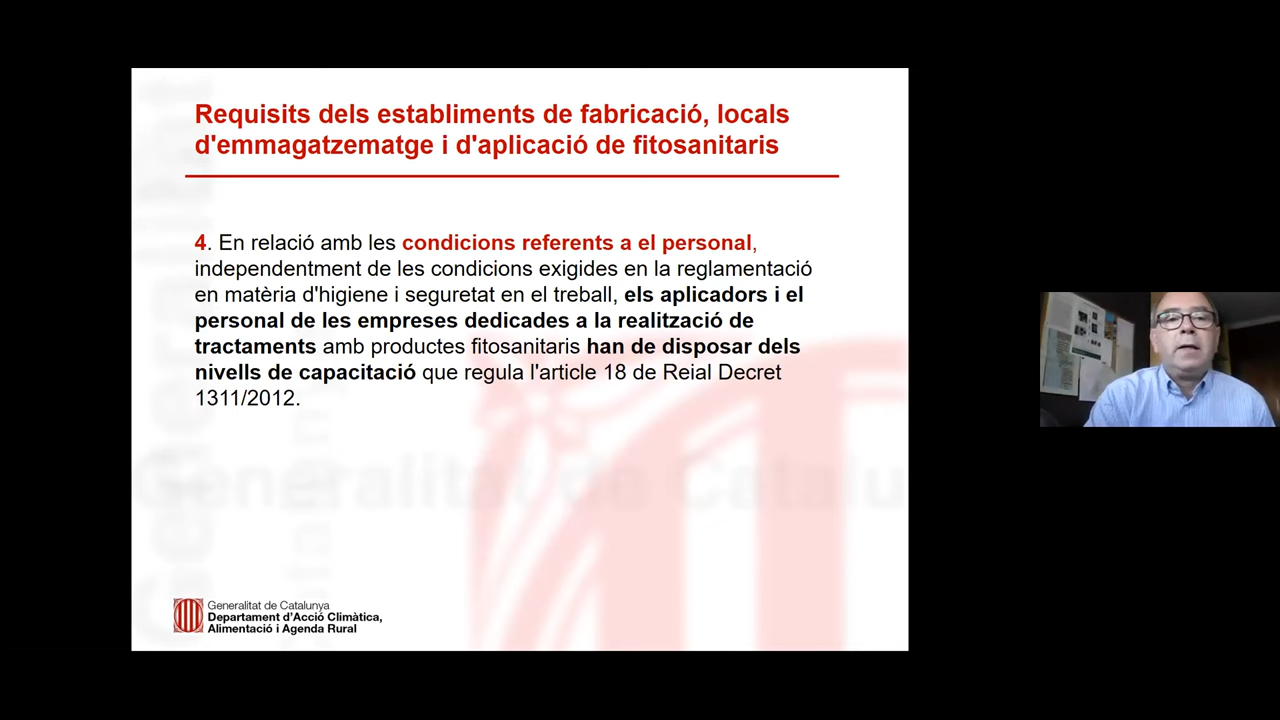 Requisits dels establiments de fabricació, locals
d'emmagatzematge i d'aplicació de fitosanitaris
4. En relació amb les condicions referents a el personal,
independentment de les condicions exigides en la reglamentació
en matèria d'higiene i seguretat en el treball, els aplicadors i el
personal de les empreses dedicades a la realització de
tractaments amb productes fitosanitaris han de disposar dels
nivells de capacitació que regula l'article 18 de Reial Decret
1311/2012.
Generalitat de Catalu
Generalitat de Catalunya
Departament d'Acció Climàtica,
Alimentació i Agenda Rural